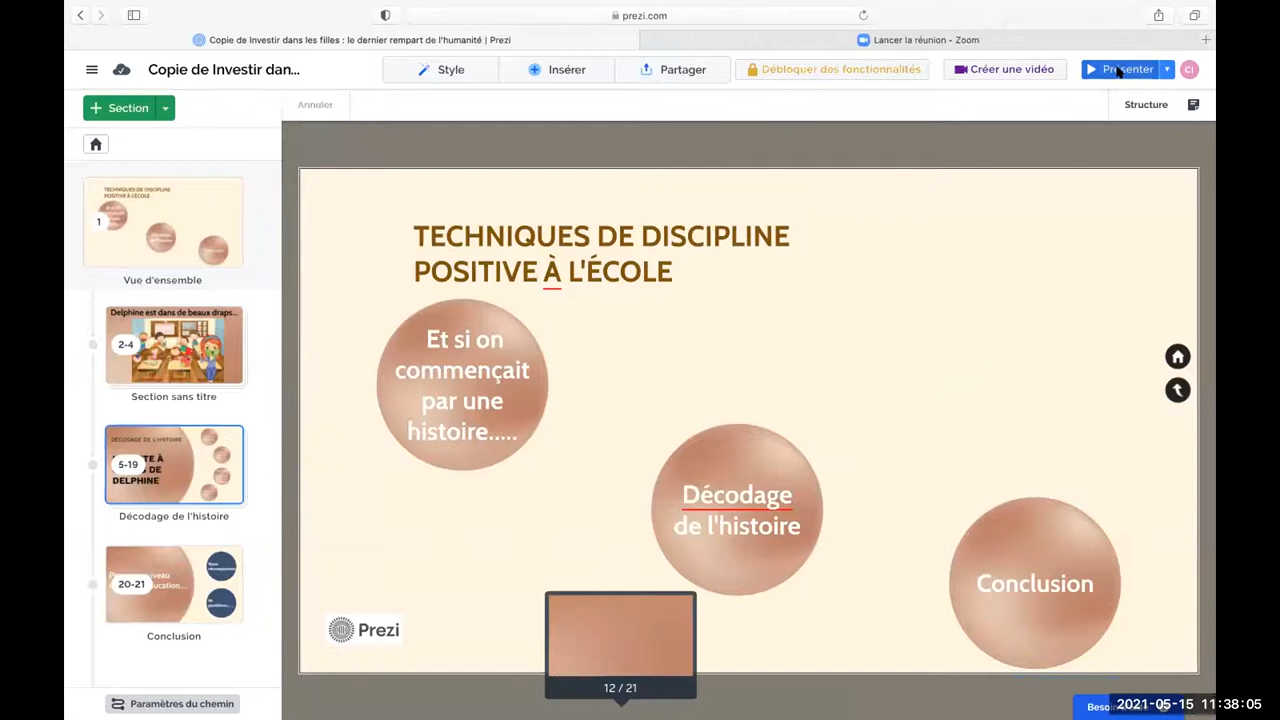 prezi.com
Copie de Investir dans les filles : le dernier rempart de l'humanité | Prezi
Lancer la réunion - Zoom
Copie de Investir dan...
Style
Insérer
Partager
Débloquer des fonctionnalités
Créer une vidéo
Présenter
CI
Section
Annuler
Structure
TECHNIQUES DE DISCIPLINE
POSITIVE À L'ÉCOLE
1
Vue d'ensemble
Delphine est dans de beaux draps...
2-4
Section sans titre
DÉCODAGE DE L'HISTOIRE
5-19
DELPHINE
Décodage de l'histoire
20-21
Conclusion
Paramètres du chemin
TECHNIQUES DE DISCIPLINE
POSITIVE À L'ÉCOLE
Et si on
commençait
par une
histoire.....
Décodage
de l'histoire
Conclusion
Prezi
12 / 21
Besoin
2021-05-15 11:38:05